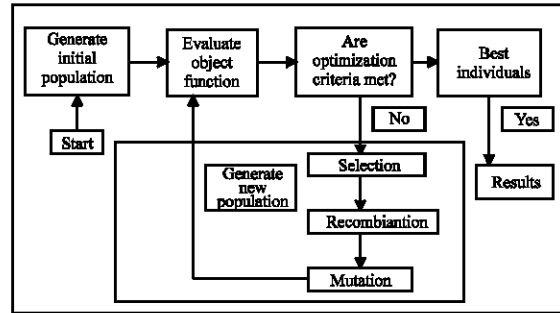 Generate
initial
population
Evaluate
object
function
Are
optimization
criteria met?
Best
individuals
Start
No
Yes
Generate
new
population
Selection
Results
Recombiantion
Mutation